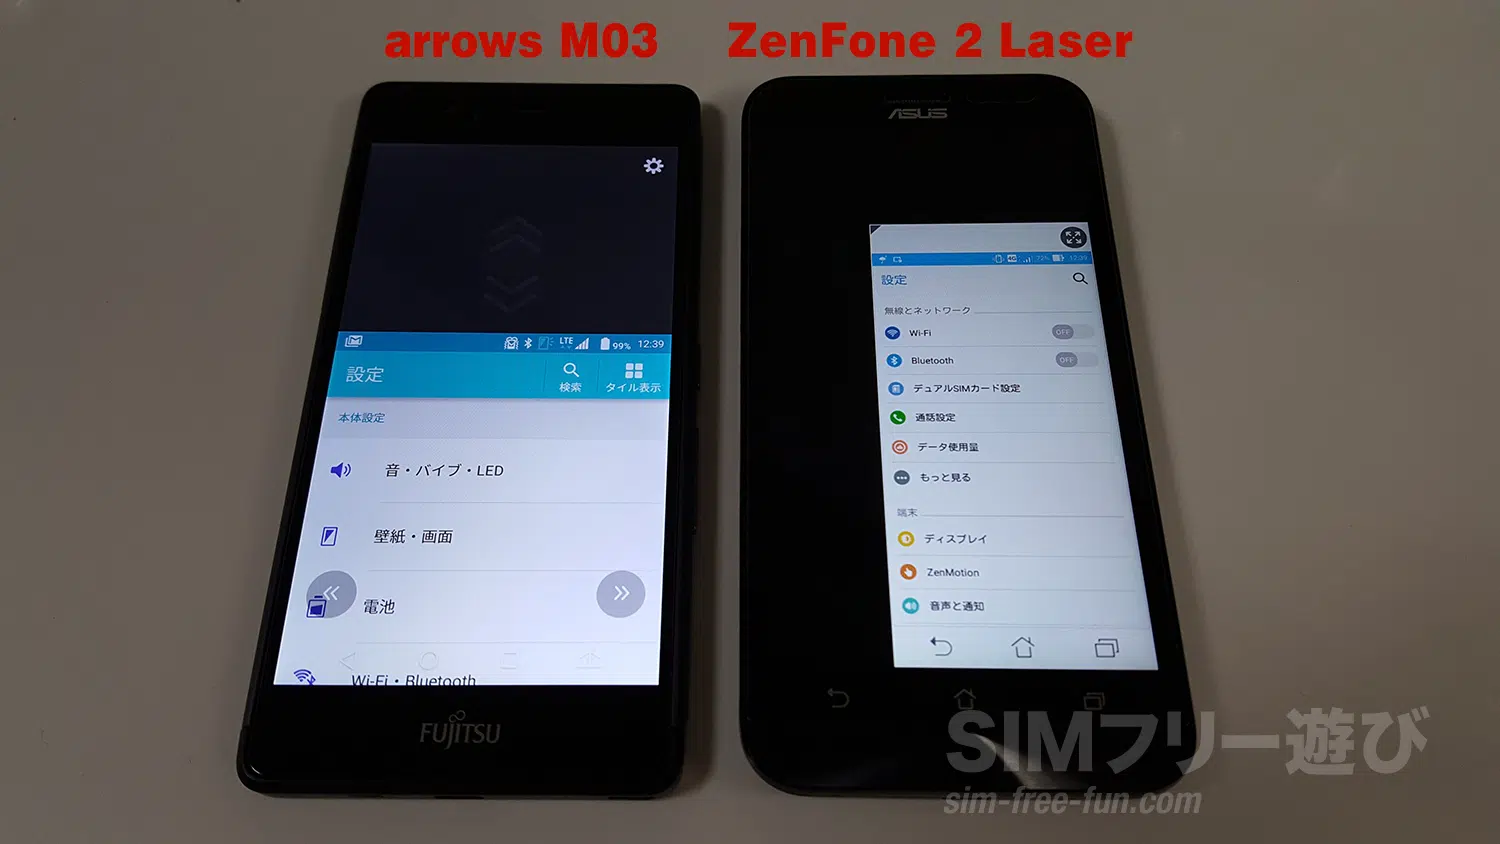 arrows M03
ZenFone 2 Laser
LTE 99% 12:39
設定
検索
タイル表示
本体設定
音・バイブ・LED
壁紙・画面
電池
Wi-Fi・Bluetooth
FUJITSU
ASUS
4G 72% 12:39
設定
無線とネットワーク
Wi-Fi
OFF
Bluetooth
OFF
デュアルSIMカード設定
通話設定
データ使用量
もっと見る
端末
ディスプレイ
ZenMotion
音声と通知
SIMフリー遊び
sim-free-fun.com